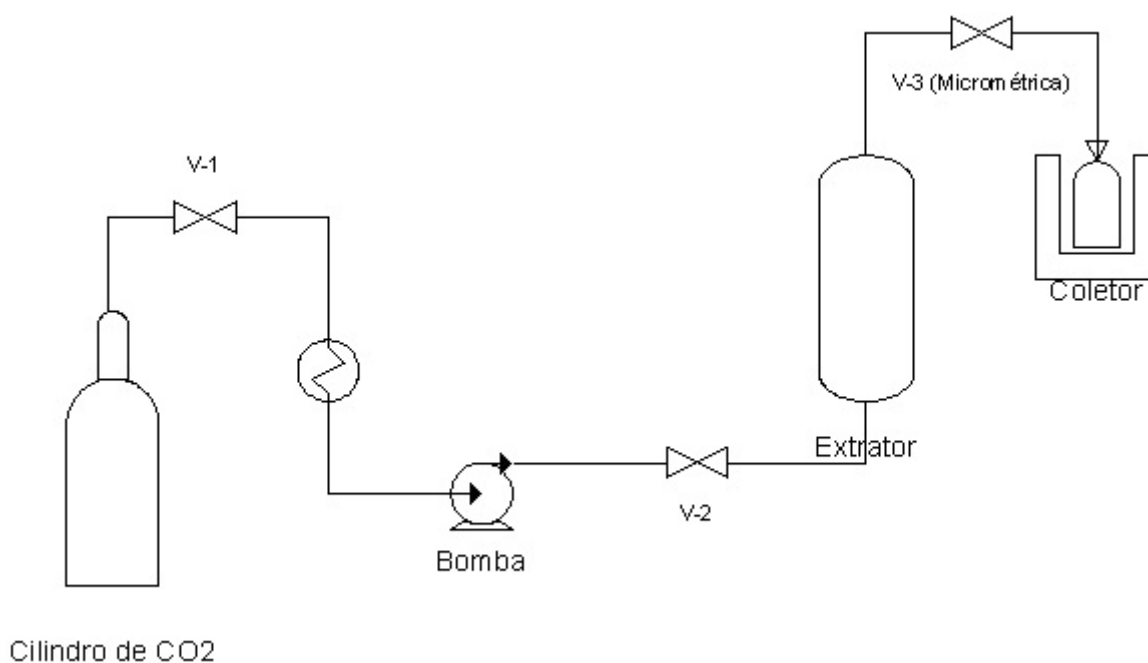 V-3 (Micrométrica)
V-1
Coletor
Extrator
V-2
Bomba
Cilindro de CO2